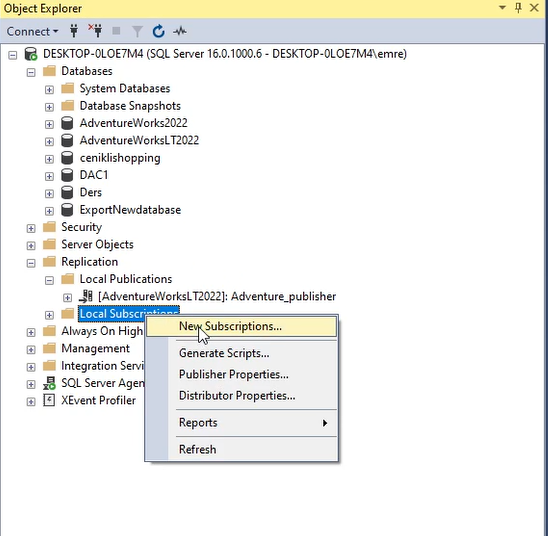 Object Explorer
Connect
DESKTOP-0LOE7M4 (SQL Server 16.0.1000.6 - DESKTOP-0LOE7M4\emre)
Databases
System Databases
Database Snapshots
AdventureWorks2022
AdventureWorksLT2022
ceniklishopping
DAC1
Ders
ExportNewdatabase
Security
Server Objects
Replication
Local Publications
[AdventureWorksLT2022]: Adventure_publisher
Local Subscriptions
New Subscriptions...
Always On High
Generate Scripts...
Management
Publisher Properties...
Integration Servi
SQL Server Agen
Distributor Properties...
XEvent Profiler
Reports
Refresh